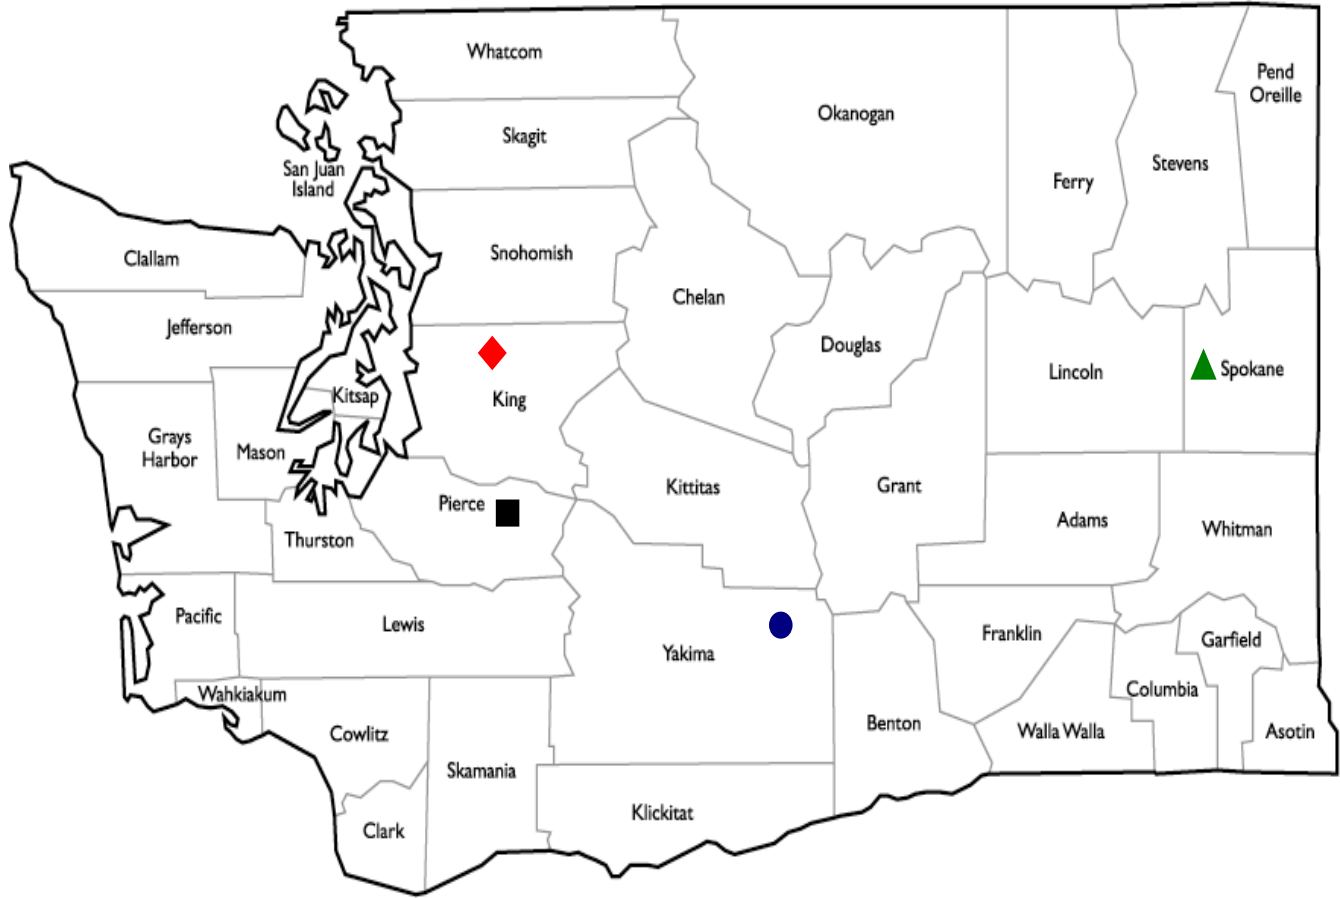 Whatcom
Pend
Oreille
Okanogan
Skagit
Stevens
San Juan
Island
Ferry
Snohomish
Clallam
Chelan
Jefferson
Douglas
Spokane
Lincoln
Kitsap
King
Grays
Harbor
Mason
Kittitas
Grant
Pierce
Adams
Whitman
Thurston
Pacific
Lewis
Franklin
Garfield
Yakima
Columbia
Wahkiakum
Benton
Walla Walla
Asotin
Cowlitz
Skamania
Klickitat
Clark